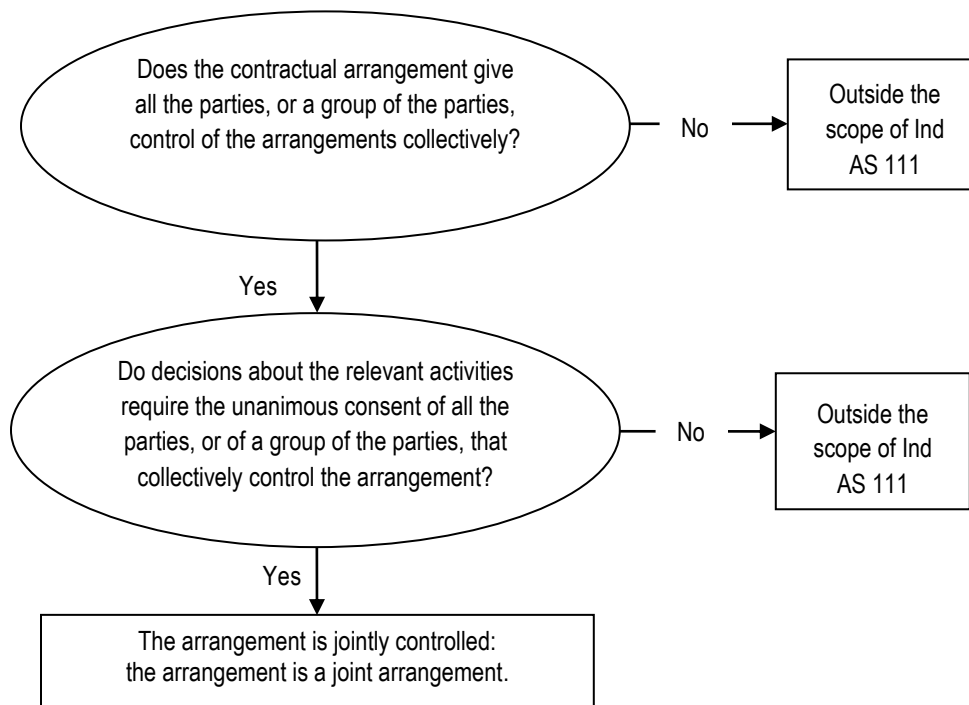 Does the contractual arrangement give
all the parties, or a group of the parties,
control of the arrangements collectively?
No
Outside the
scope of Ind
AS 111
Yes
Do decisions about the relevant activities
require the unanimous consent of all the
parties, or of a group of the parties, that
collectively control the arrangement?
No
Outside the
scope of Ind
AS 111
Yes
The arrangement is jointly controlled:
the arrangement is a joint arrangement.